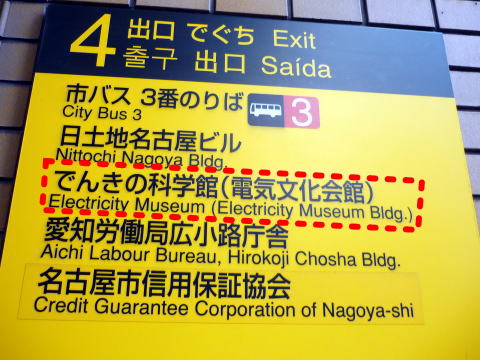 4 出口 でぐち Exit
출구 出口 Saída
市バス 3番のりば 3
City Bus 3
日土地名古屋ビル
Nittochi Nagoya Bldg.
でんきの科学館(電気文化会館)
Electricity Museum (Electricity Museum Bldg.)
愛知労働局広小路庁舎
Aichi Labour Bureau, Hirokoji Chosha Bldg.
名古屋市信用保証協会
Credit Guarantee Corporation of Nagoya-shi